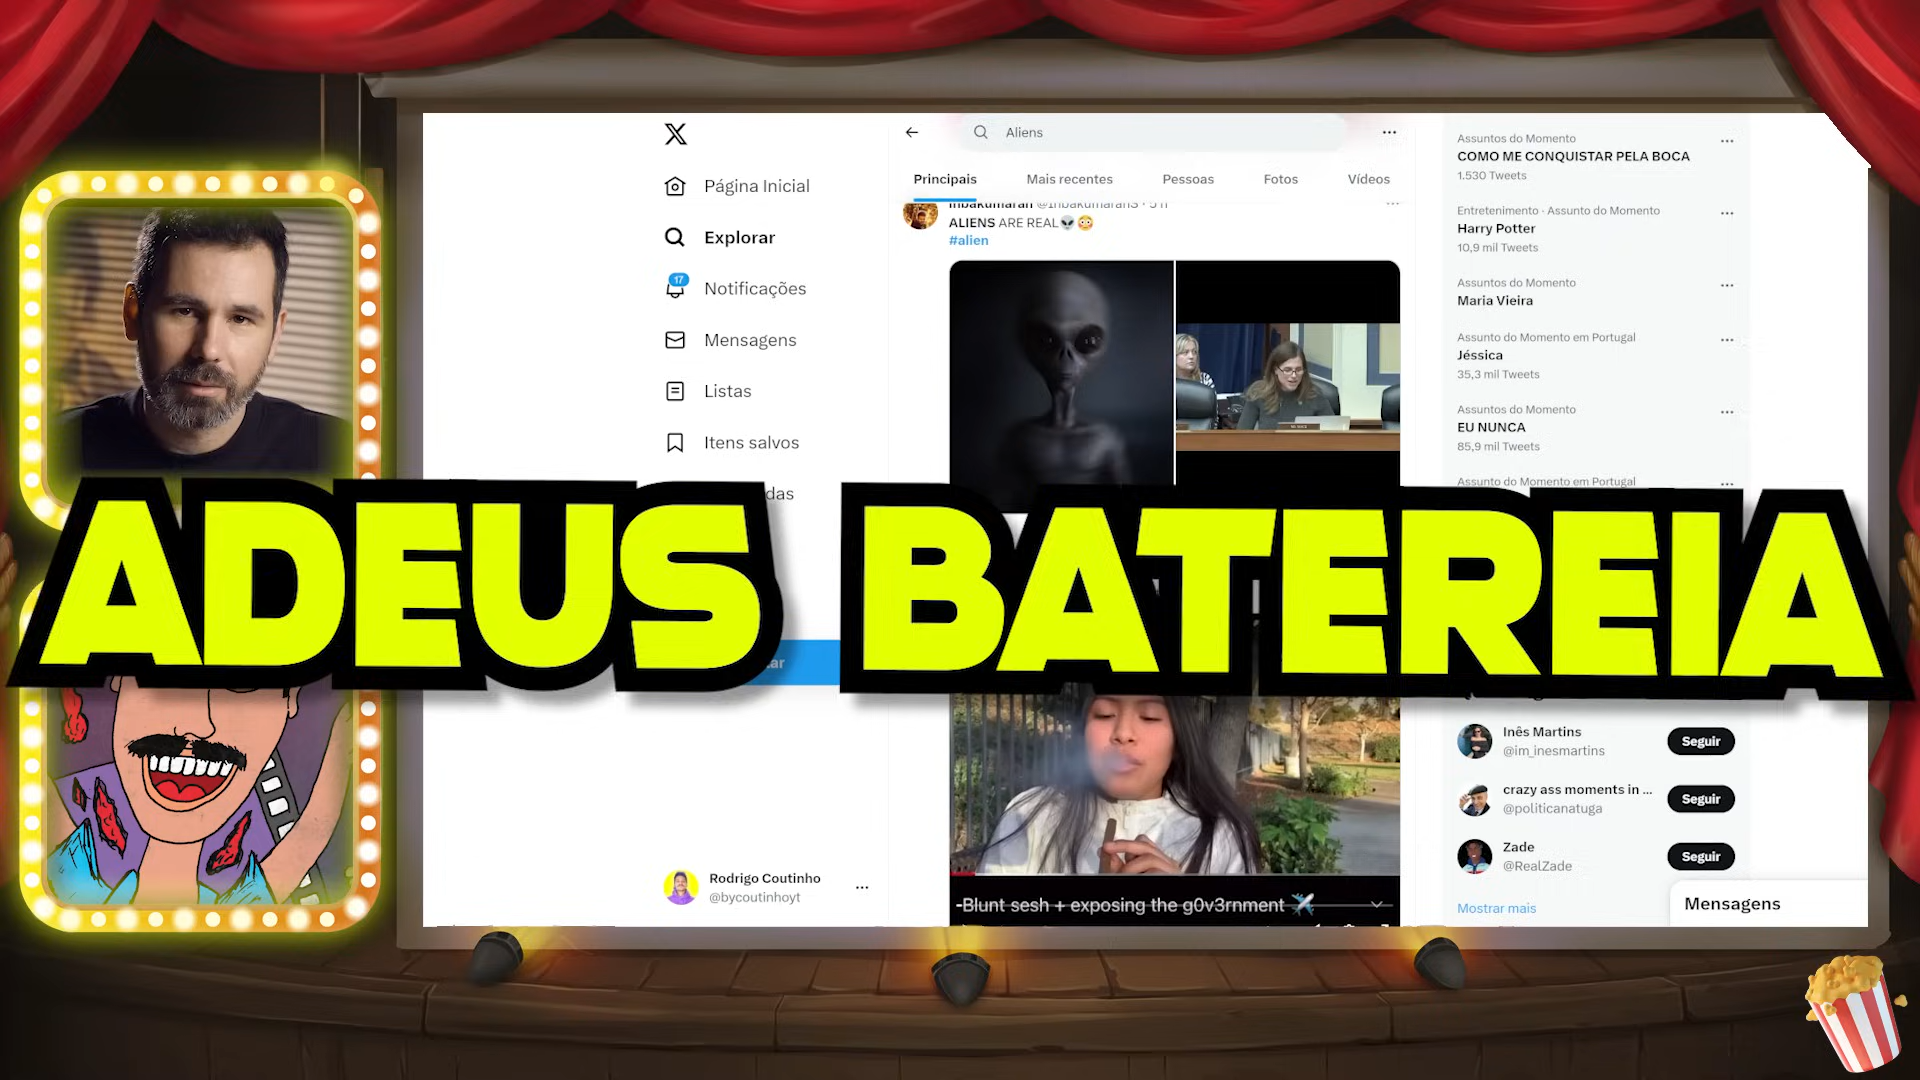 Página Inicial
Explorar
17
Notificações
Mensagens
Listas
Itens salvos
das
ar
Rodrigo Coutinho
@bycoutinhoyt
Aliens
Principais
Mais recentes
Pessoas
Fotos
Vídeos
ALIENS ARE REAL👽😳
#alien
ADEUS BATEREIA
-Blunt sesh + exposing the g0v3rnment ✈️
Assuntos do Momento
COMO ME CONQUISTAR PELA BOCA
1.530 Tweets
Entretenimento · Assunto do Momento
Harry Potter
10,9 mil Tweets
Assuntos do Momento
Maria Vieira
Assunto do Momento em Portugal
Jéssica
35,3 mil Tweets
Assuntos do Momento
EU NUNCA
85,9 mil Tweets
Assunto do Momento em Portugal
Inês Martins
@im_inesmartins
Seguir
crazy ass moments in ...
@politicanatuga
Seguir
Zade
@RealZade
Seguir
Mostrar mais
Mensagens